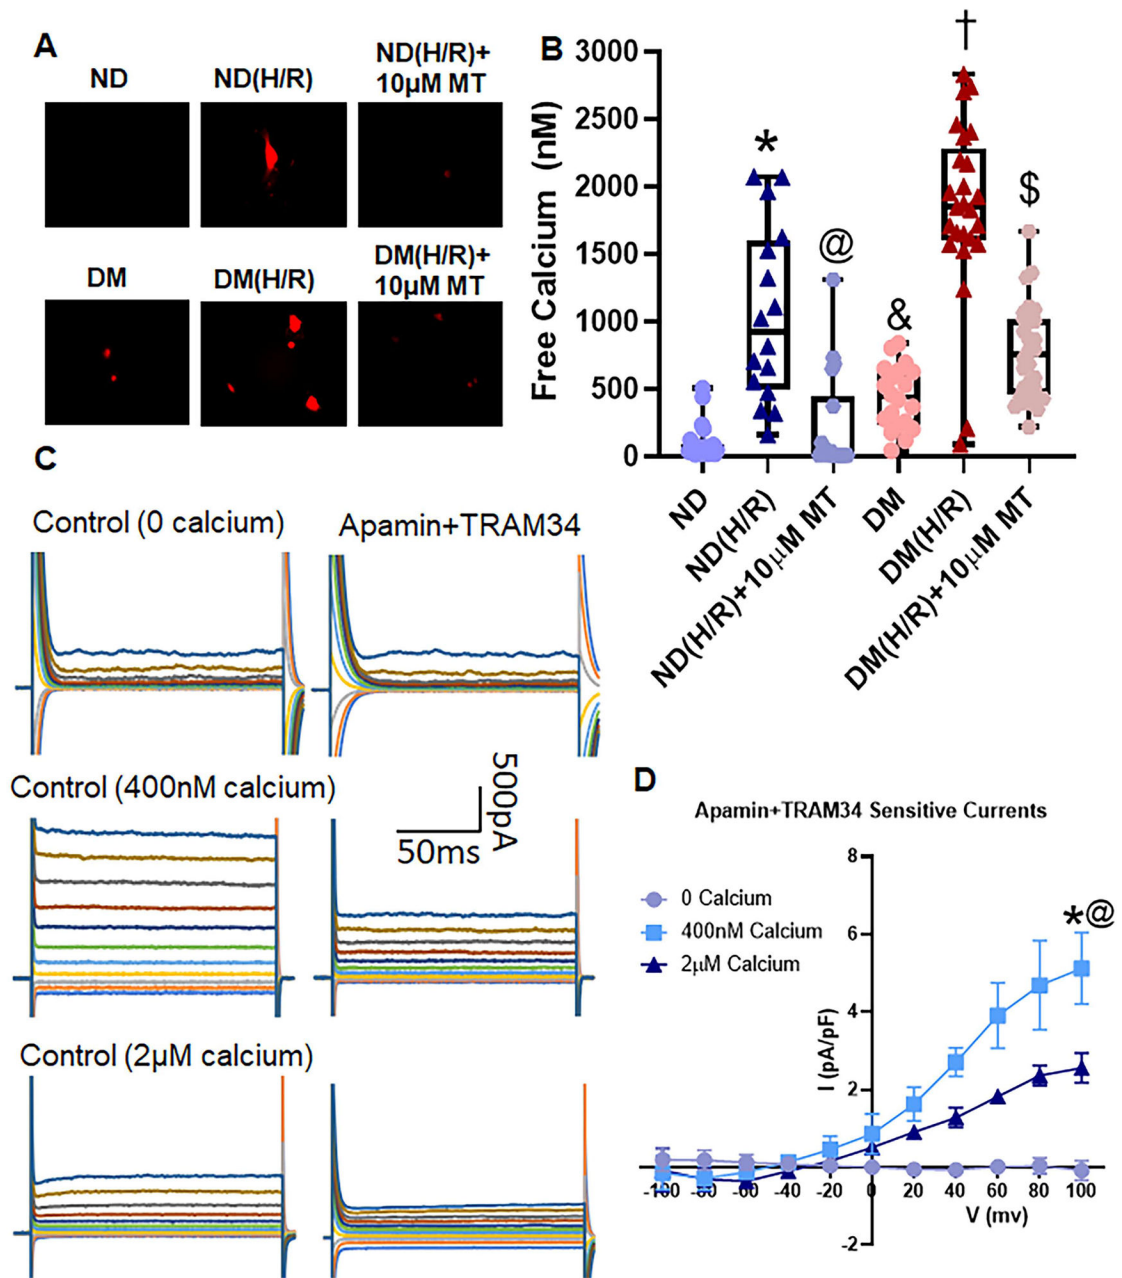 A
ND
ND(H/R)
ND(H/R)+
10µM MT
DM
DM(H/R)
DM(H/R)+
10µM MT
B
Free Calcium (nM)
3000
2500
2000
1500
1000
500
0
*
@
&
†
$
ND
ND(H/R)
ND(H/R)+10µM MT
DM
DM(H/R)
DM(H/R)+10µM MT
C
Control (0 calcium)
Apamin+TRAM34
Control (400nM calcium)
500pA
50ms
Control (2µM calcium)
D
Apamin+TRAM34 Sensitive Currents
0 Calcium
400nM Calcium
2µM Calcium
I (pA/pF)
8
6
4
2
-2
*@
-100 -80 -60 -40 -20 0 20 40 60 80 100
V (mv)